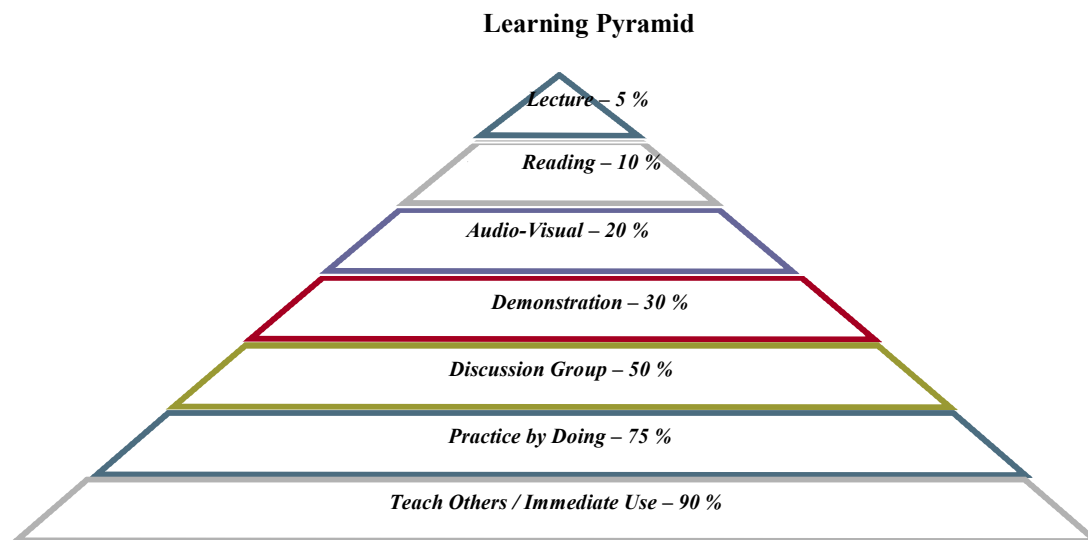 Learning Pyramid
Lecture – 5 %
Reading – 10 %
Audio-Visual – 20 %
Demonstration – 30 %
Discussion Group – 50 %
Practice by Doing – 75 %
Teach Others / Immediate Use – 90 %